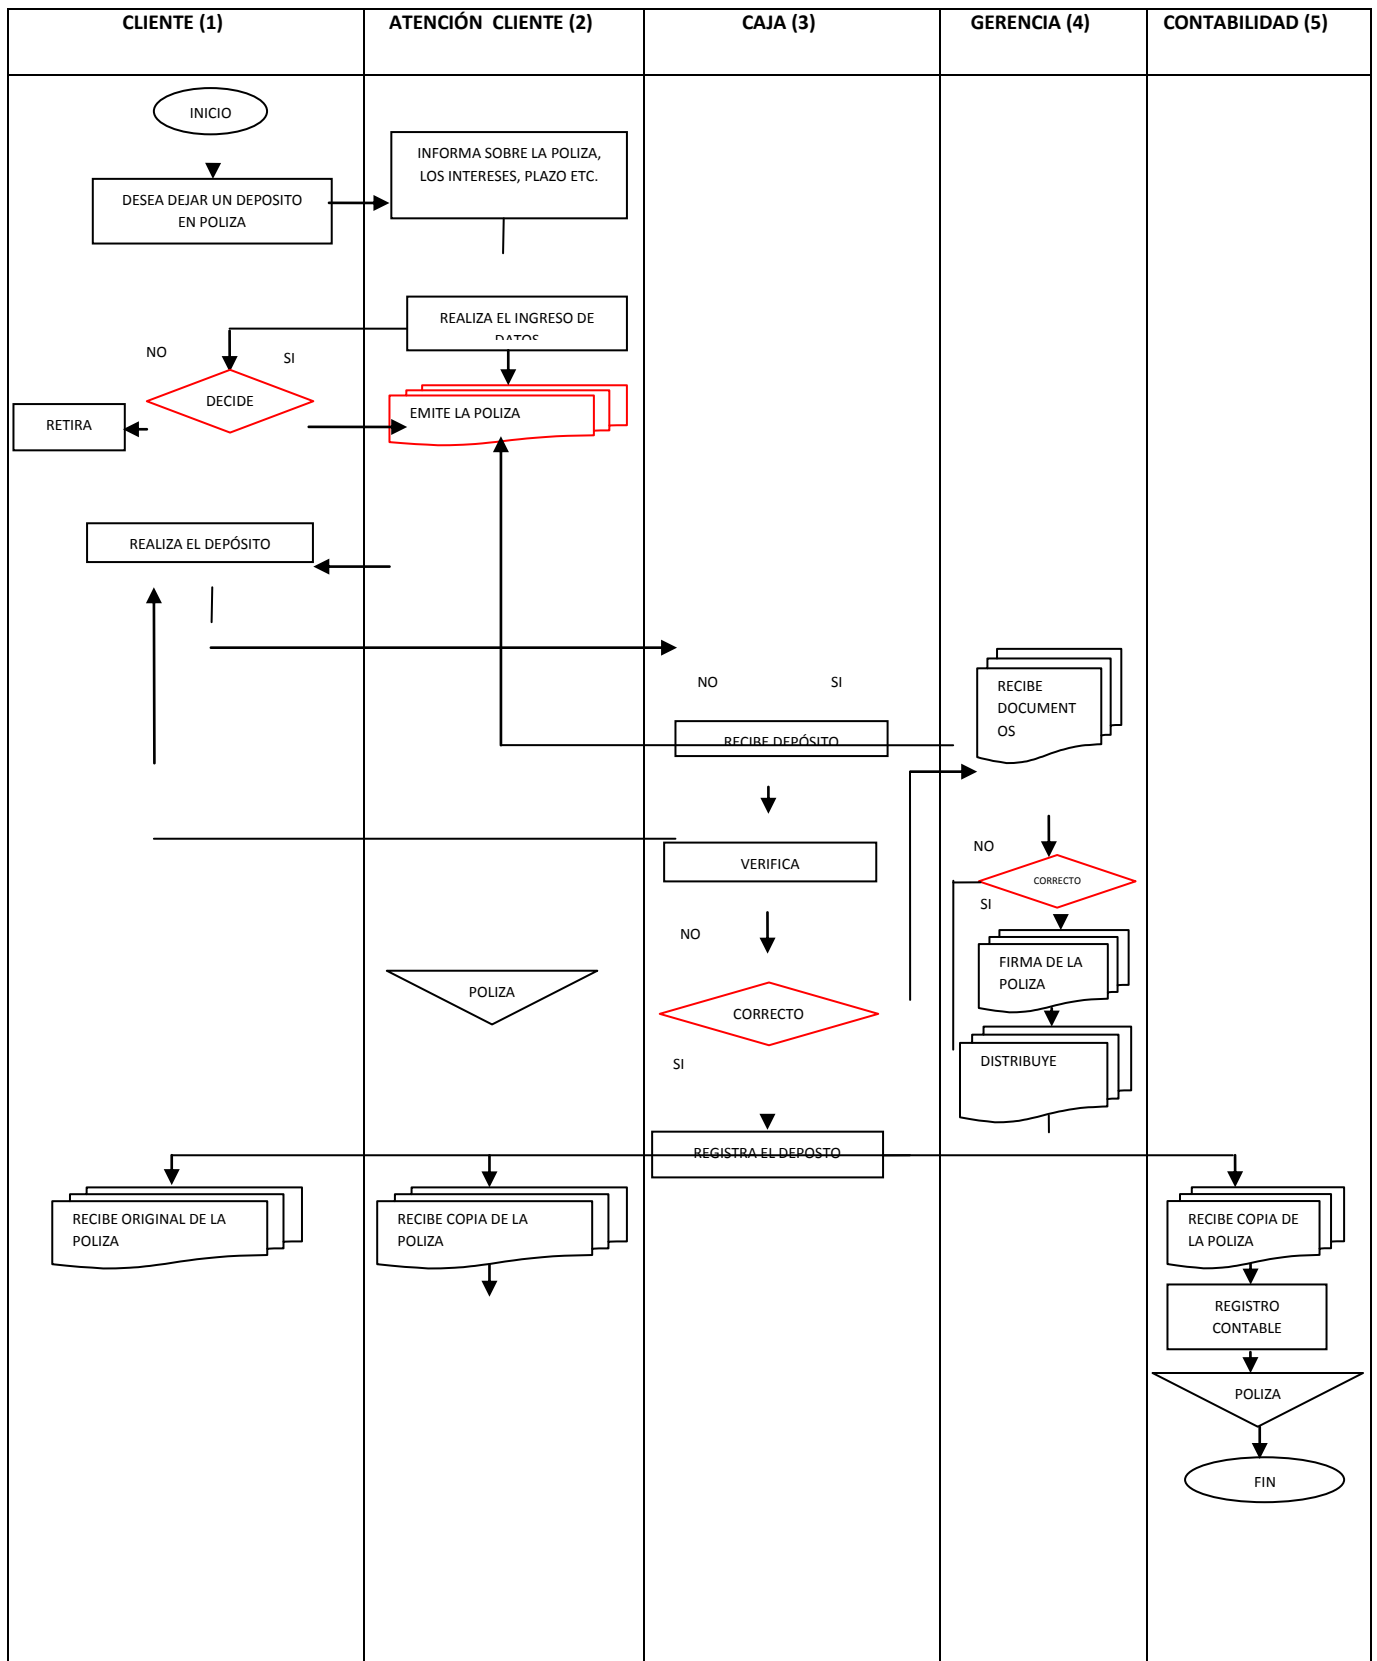 CLIENTE (1)
ATENCIÓN CLIENTE (2)
CAJA (3)
GERENCIA (4)
CONTABILIDAD (5)
INICIO
INFORMA SOBRE LA POLIZA,
LOS INTERESES, PLAZO ETC.
DESEA DEJAR UN DEPOSITO
EN POLIZA
REALIZA EL INGRESO DE
DATOS
NO
SI
DECIDE
EMITE LA POLIZA
RETIRA
REALIZA EL DEPÓSITO
NO
SI
RECIBE
DOCUMENT
OS
RECIBE DEPÓSITO
NO
VERIFICA
CORRECTO
SI
NO
FIRMA DE LA
POLIZA
POLIZA
CORRECTO
SI
DISTRIBUYE
REGISTRA EL DEPOSTO
RECIBE ORIGINAL DE LA
POLIZA
RECIBE COPIA DE LA
POLIZA
RECIBE COPIA DE
LA POLIZA
REGISTRO
CONTABLE
POLIZA
FIN